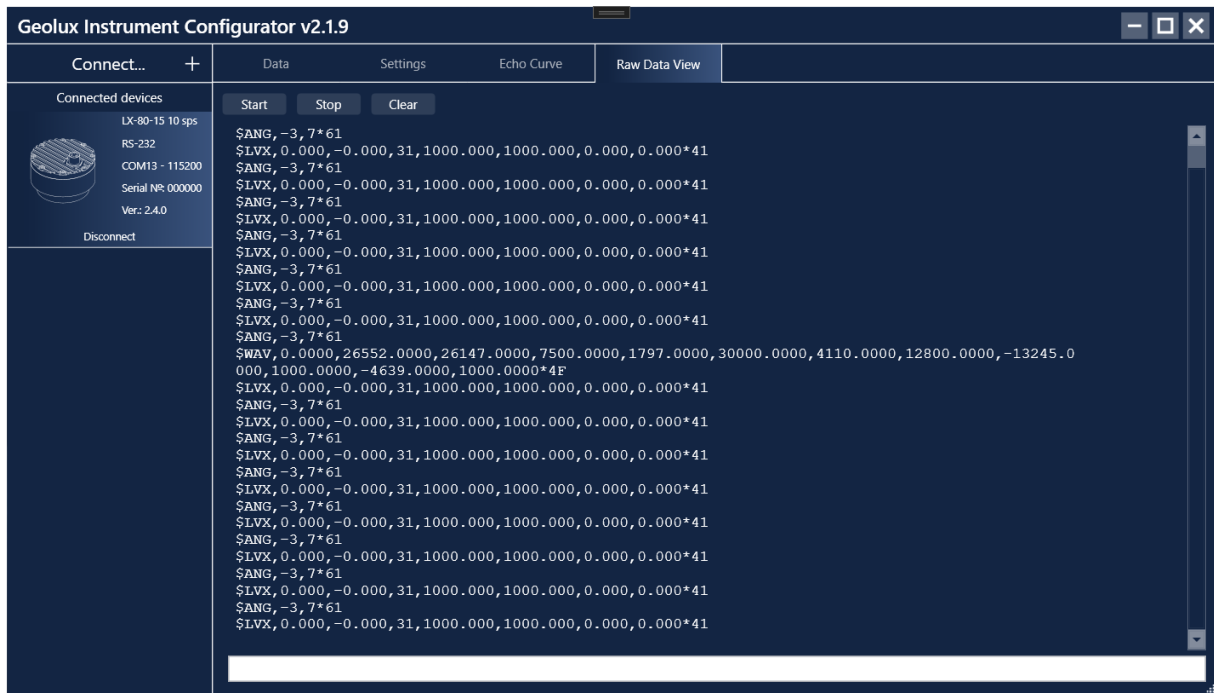 Geolux Instrument Configurator v2.1.9
Connect... +
Data Settings Echo Curve Raw Data View
Connected devices
LX-80-15 10 sps
RS-232
COM13 - 115200
Serial Nº: 000000
Ver.: 2.4.0
Disconnect
Start Stop Clear
$ANG,-3,7*61
$LVX,0.000,-0.000,31,1000.000,1000.000,0.000,0.000*41
$ANG,-3,7*61
$LVX,0.000,-0.000,31,1000.000,1000.000,0.000,0.000*41
$ANG,-3,7*61
$LVX,0.000,-0.000,31,1000.000,1000.000,0.000,0.000*41
$ANG,-3,7*61
$LVX,0.000,-0.000,31,1000.000,1000.000,0.000,0.000*41
$ANG,-3,7*61
$LVX,0.000,-0.000,31,1000.000,1000.000,0.000,0.000*41
$ANG,-3,7*61
$LVX,0.000,-0.000,31,1000.000,1000.000,0.000,0.000*41
$ANG,-3,7*61
$WAV,0.0000,26552.0000,26147.0000,7500.0000,1797.0000,30000.0000,4110.0000,12800.0000,-13245.0
000,1000.0000,-4639.0000,1000.0000*4F
$LVX,0.000,-0.000,31,1000.000,1000.000,0.000,0.000*41
$ANG,-3,7*61
$LVX,0.000,-0.000,31,1000.000,1000.000,0.000,0.000*41
$ANG,-3,7*61
$LVX,0.000,-0.000,31,1000.000,1000.000,0.000,0.000*41
$ANG,-3,7*61
$LVX,0.000,-0.000,31,1000.000,1000.000,0.000,0.000*41
$ANG,-3,7*61
$LVX,0.000,-0.000,31,1000.000,1000.000,0.000,0.000*41
$ANG,-3,7*61
$LVX,0.000,-0.000,31,1000.000,1000.000,0.000,0.000*41
$ANG,-3,7*61
$LVX,0.000,-0.000,31,1000.000,1000.000,0.000,0.000*41
$ANG,-3,7*61
$LVX,0.000,-0.000,31,1000.000,1000.000,0.000,0.000*41